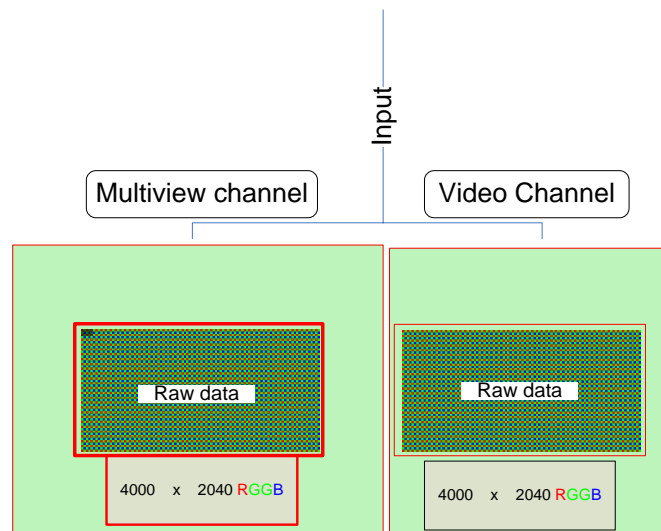 Input
Multiview channel
Video Channel
Raw data
Raw data
4000 x 2040 RGGB
4000 x 2040 RGGB